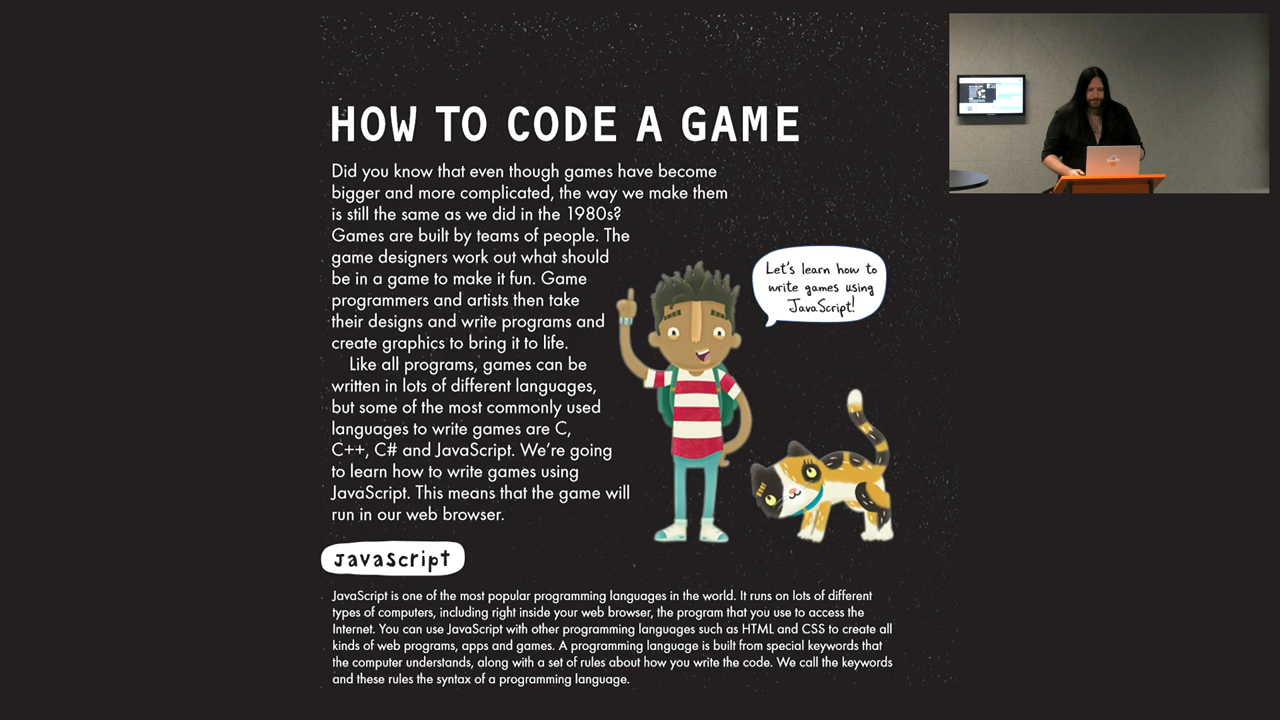 HOW TO CODE A GAME
Did you know that even though games have become
bigger and more complicated, the way we make them
is still the same as we did in the 1980s?
Games are built by teams of people. The
game designers work out what should
be in a game to make it fun. Game
programmers and artists then take
their designs and write programs and
create graphics to bring it to life.
Like all programs, games can be
written in lots of different languages,
but some of the most commonly used
languages to write games are C,
C++, C# and JavaScript. We're going
to learn how to write games using
JavaScript. This means that the game will
run in our web browser.
Let's learn how to
write games using
JavaScript!
JavaScript
JavaScript is one of the most popular programming languages in the world. It runs on lots of different
types of computers, including right inside your web browser, the program that you use to access the
Internet. You can use JavaScript with other programming languages such as HTML and CSS to create all
kinds of web programs, apps and games. A programming language is built from special keywords that
the computer understands, along with a set of rules about how you write the code. We call the keywords
and these rules the syntax of a programming language.